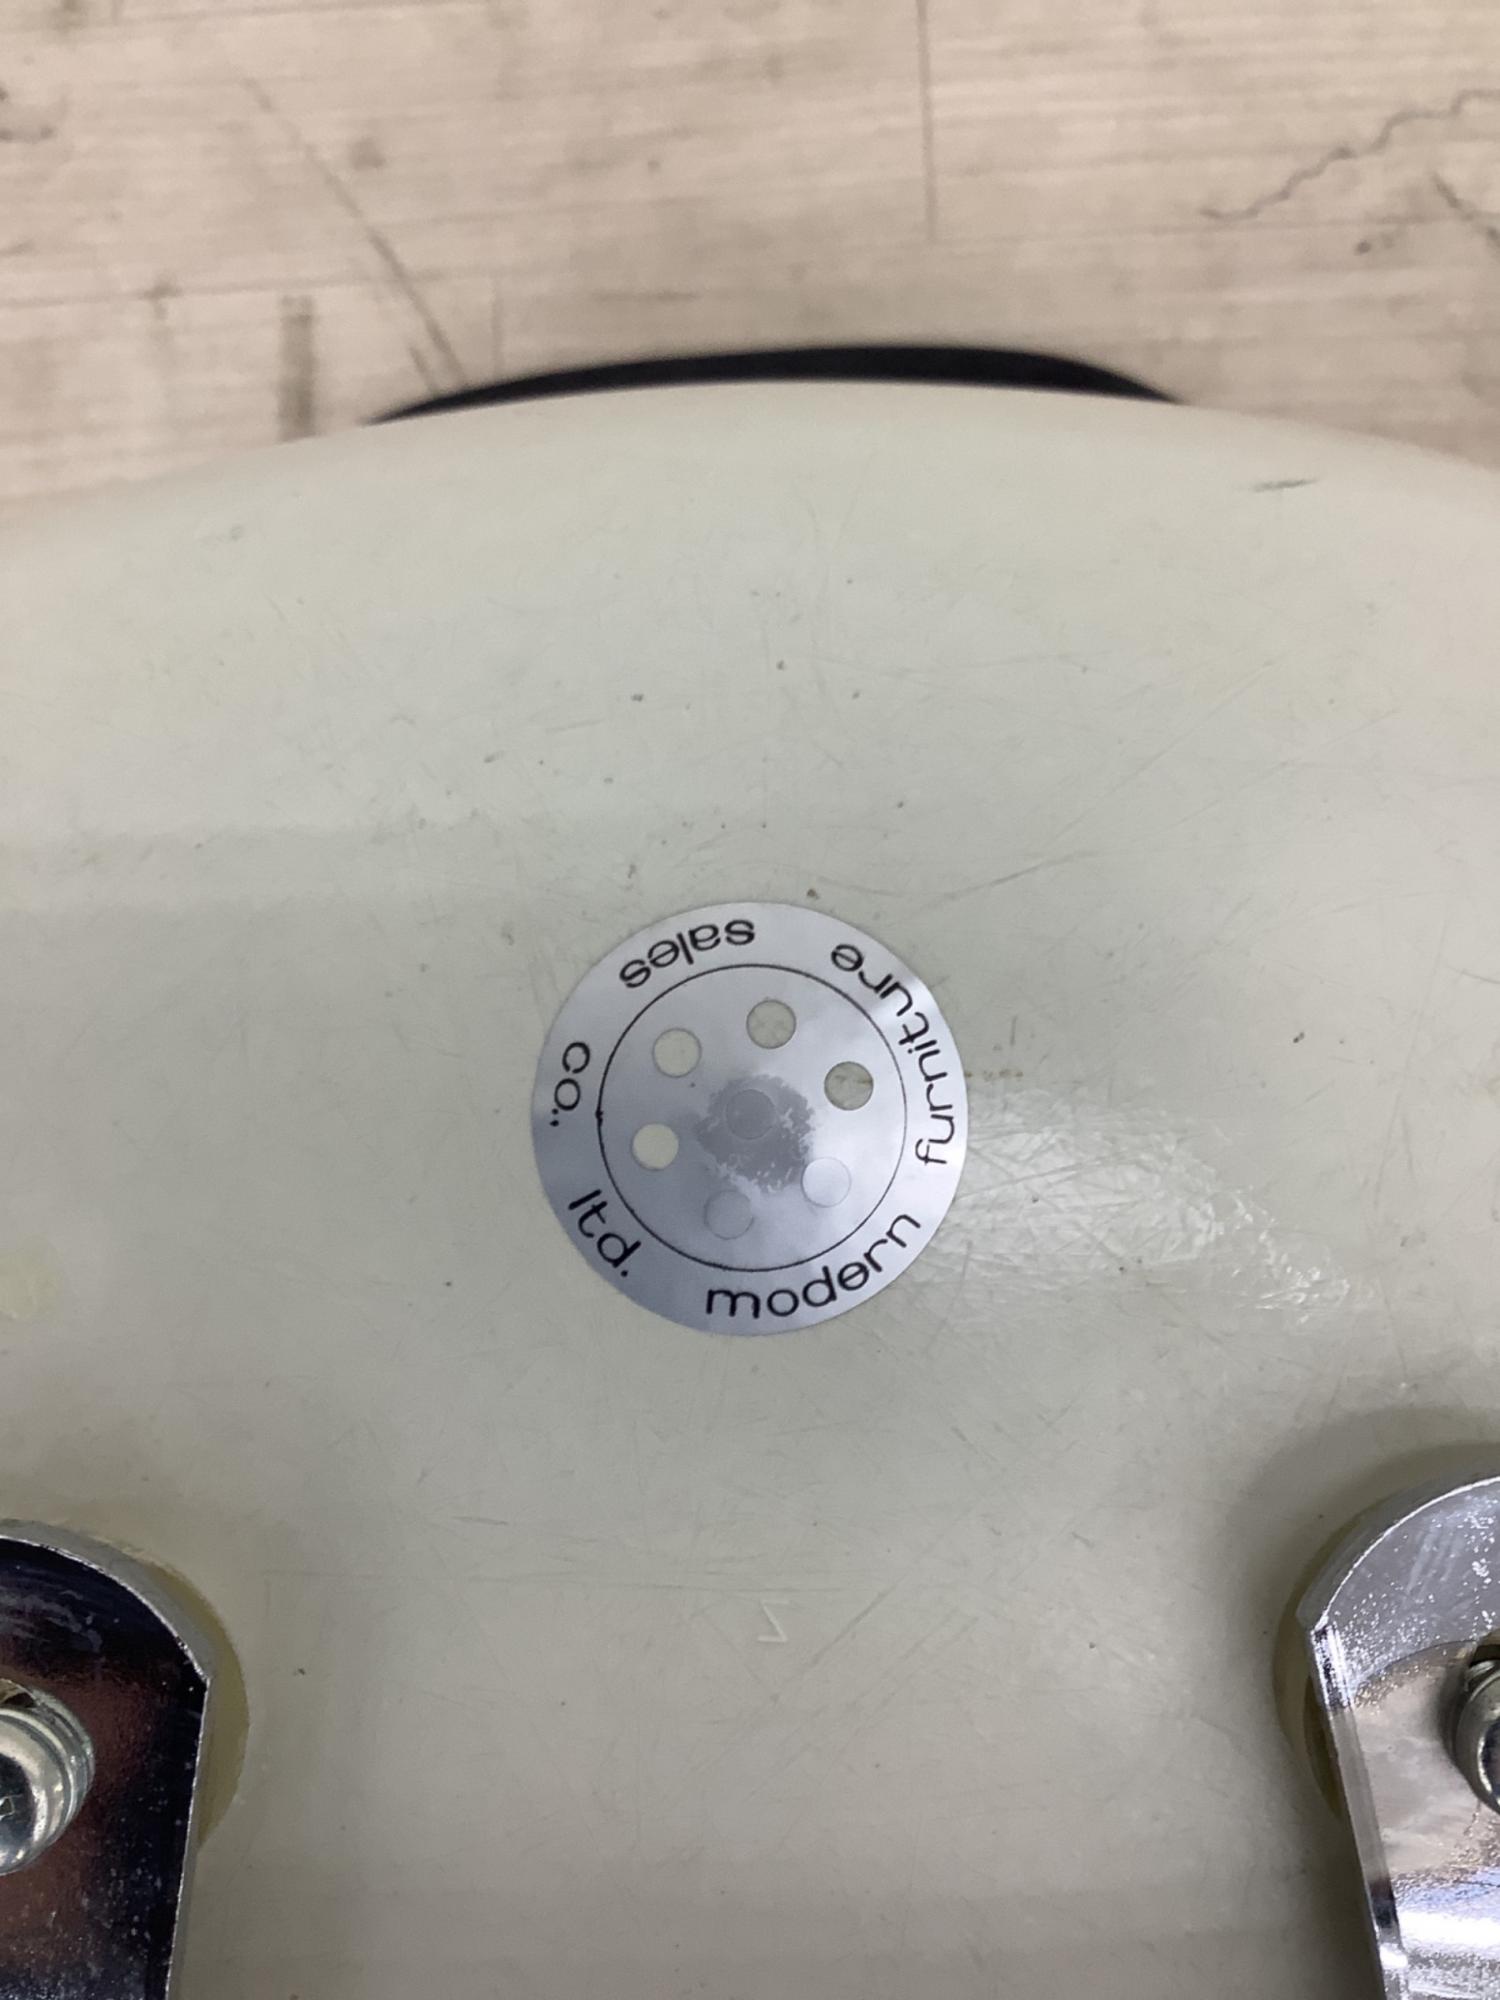 modern furniture sales co., ltd.